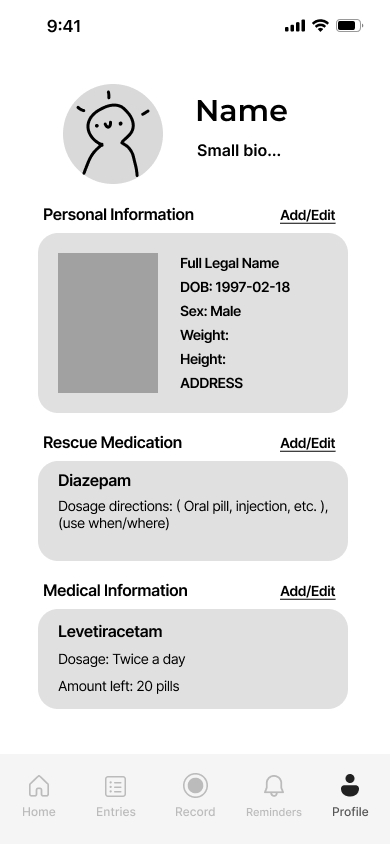 9:41
Name
Small bio...
Personal Information
Add/Edit
Full Legal Name
DOB: 1997-02-18
Sex: Male
Weight:
Height:
ADDRESS
Rescue Medication
Add/Edit
Diazepam
Dosage directions: ( Oral pill, injection, etc. ),
(use when/where)
Medical Information
Add/Edit
Levetiracetam
Dosage: Twice a day
Amount left: 20 pills
Home
Entries
Record
Reminders
Profile